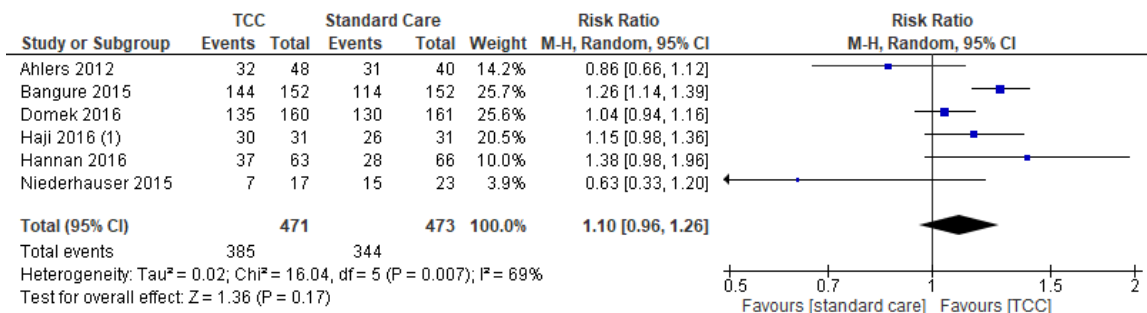 TCC Standard Care Risk Ratio Risk Ratio
Study or Subgroup Events Total Events Total Weight M-H, Random, 95% CI M-H, Random, 95% CI
Ahlers 2012 32 48 31 40 14.2% 0.86 [0.66, 1.12]
Bangure 2015 144 152 114 152 25.7% 1.26 [1.14, 1.39]
Domek 2016 135 160 130 161 25.6% 1.04 [0.94, 1.16]
Haji 2016 (1) 30 31 26 31 20.6% 1.15 [0.98, 1.36]
Hannan 2016 37 63 28 66 10.0% 1.38 [0.98, 1.96]
Niederhauser 2015 7 17 15 23 3.9% 0.63 [0.33, 1.20]
Total (95% CI) 471 473 100.0% 1.10 [0.96, 1.26]
Total events 385 344
Heterogeneity: Tau² = 0.02; Chi² = 16.04, df = 5 (P = 0.007); I² = 69%
Test for overall effect: Z = 1.36 (P = 0.17)
0.5 0.7 1 1.5 2
Favours [standard care] Favours [TCC]